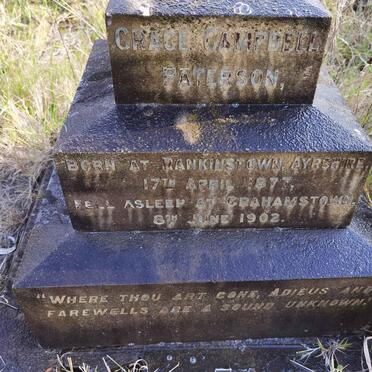 GRACE CAMPBELL
PATERSON,
BORN AT RANKINSTOWN, AYRSHIRE,
17TH APRIL 1877,
FELL ASLEEP AT GRAHAMSTOWN,
8TH JUNE 1902.
"WHERE THOU ART GONE, ADIEUS AND
FAREWELLS ARE A SOUND UNKNOWN."